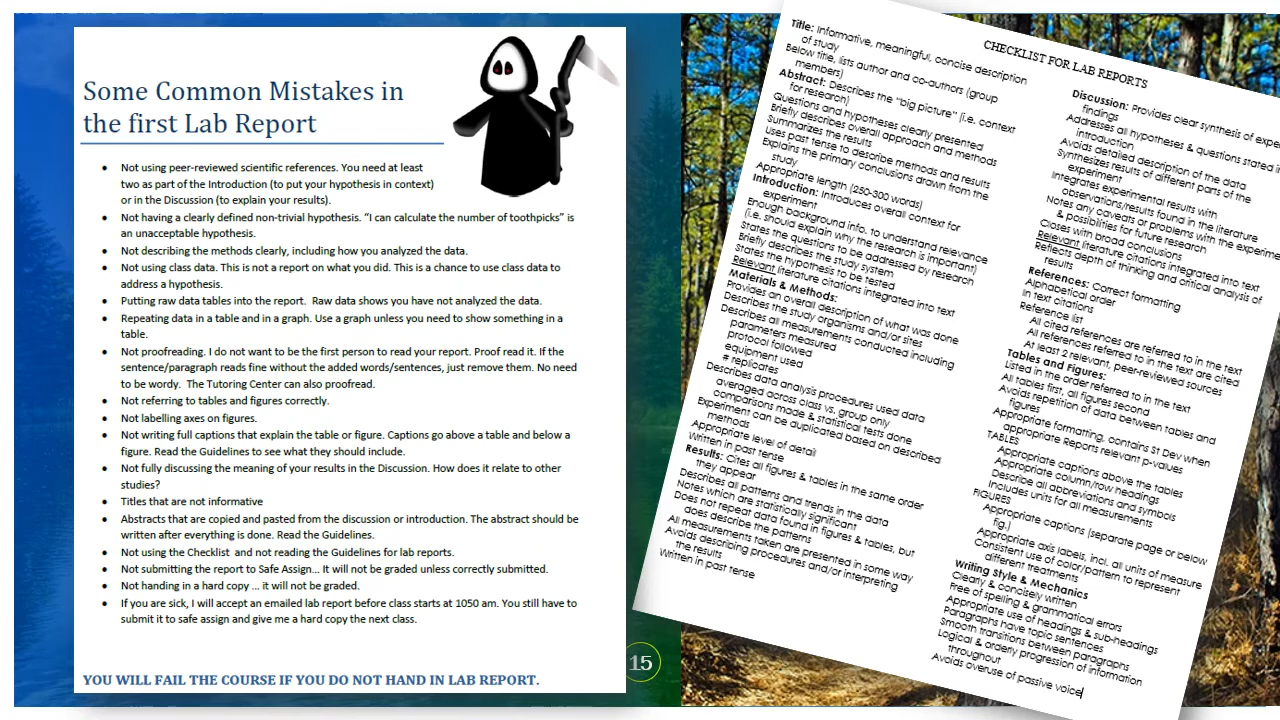 Some Common Mistakes in
the first Lab Report
• Not using peer-reviewed scientific references. You need at least
two as part of the Introduction (to put your hypothesis in context)
or in the Discussion (to explain your results).
• Not having a clearly defined non-trivial hypothesis. “I can calculate the number of toothpicks” is
an unacceptable hypothesis.
• Not describing the methods clearly, including how you analyzed the data.
• Not using class data. This is not a report on what you did. This is a chance to use class data to
address a hypothesis.
• Putting raw data tables into the report. Raw data shows you have not analyzed the data.
• Repeating data in a table and in a graph. Use a graph unless you need to show something in a
table.
• Not proofreading. I do not want to be the first person to read your report. Proof read it. If the
sentence/paragraph reads fine without the added words/sentences, just remove them. No need
to be wordy. The Tutoring Center can also proofread.
• Not referring to tables and figures correctly.
• Not labelling axes on figures.
• Not writing full captions that explain the table or figure. Captions go above a table and below a
figure. Read the Guidelines to see what they should include.
• Not fully discussing the meaning of your results in the Discussion. How does it relate to other
studies?
• Titles that are not informative
• Abstracts that are copied and pasted from the discussion or introduction. The abstract should be
written after everything is done. Read the Guidelines.
• Not using the Checklist and not reading the Guidelines for lab reports.
• Not submitting the report to Safe Assign... It will not be graded unless correctly submitted.
• Not handing in a hard copy ... it will not be graded.
• If you are sick, I will accept an emailed lab report before class starts at 1050 am. You still have to
submit it to safe assign and give me a hard copy the next class.
YOU WILL FAIL THE COURSE IF YOU DO NOT HAND IN LAB REPORT.
15
CHECKLIST FOR LAB REPORTS
Title: Informative, meaningful, concise description
of study
Below title, lists author and co-authors (group
members)
Abstract: Describes the “big picture” (i.e. context
for research)
Questions and hypotheses clearly presented
Briefly describes overall approach and methods
Summarizes the results
Uses past tense to describe methods and results
Explains the primary conclusions drawn from the
study
Appropriate length (250-300 words)
Introduction: Introduces overall context for
experiment
Enough background info. to understand relevance
(i.e. should explain why the research is important)
States the questions to be addressed by research
Briefly describes the study system
States the hypothesis to be tested
Relevant literature citations integrated into text
Materials & Methods:
Provides an overall description of what was done
Describes the study organisms and/or sites
Describes all measurements conducted including
parameters measured
protocol followed
equipment used
# replicates
Describes data analysis procedures used data
averaged across class vs. group only
comparisons made & statistical tests done
Experiment can be duplicated based on described
methods
Appropriate level of detail
Written in past tense
Results: Cites all figures & tables in the same order
they appear
Describes all patterns and trends in the data
Notes which are statistically significant
Does not repeat data found in figures & tables, but
does describe the patterns
All measurements taken are presented in some way
Avoids describing procedures and/or interpreting
the results
Written in past tense
Discussion: Provides clear synthesis of
findings
Addresses all hypotheses & questions stated
introduction
Avoids detailed description of the data
Synthesizes results of different parts of the
experiment
Integrates experimental results with
observations/results found in the literature
Notes any caveats or problems with the
& possibilities for future research
Closes with broad conclusions
Relevant literature citations integrated into text
Reflects depth of thinking and critical analysis of
results
References: Correct formatting
Alphabetical order
In text citations
Reference list
All cited references are referred to in the text
All references referred to in the text are cited
At least 2 relevant, peer-reviewed sources
Tables and Figures:
Listed in the order referred to in the text
All tables first, all figures second
Avoids repetition of data between tables and
figures
Appropriate formatting, contains St Dev when
appropriate Reports relevant p-values
TABLES
Appropriate captions above the tables
Appropriate column/row headings
Describe all abbreviations and symbols
Includes units for all measurements
FIGURES
Appropriate captions (separate page or below
fig.)
Appropriate axis labels, incl. all units of measure
Consistent use of color/pattern to represent
different treatments
Writing Style & Mechanics
Clearly & concisely written
Free of spelling & grammatical errors
Appropriate use of headings & sub-headings
Paragraphs have topic sentences
Smooth transitions between paragraphs
Logical & orderly progression of information
throughout
Avoids overuse of passive voice